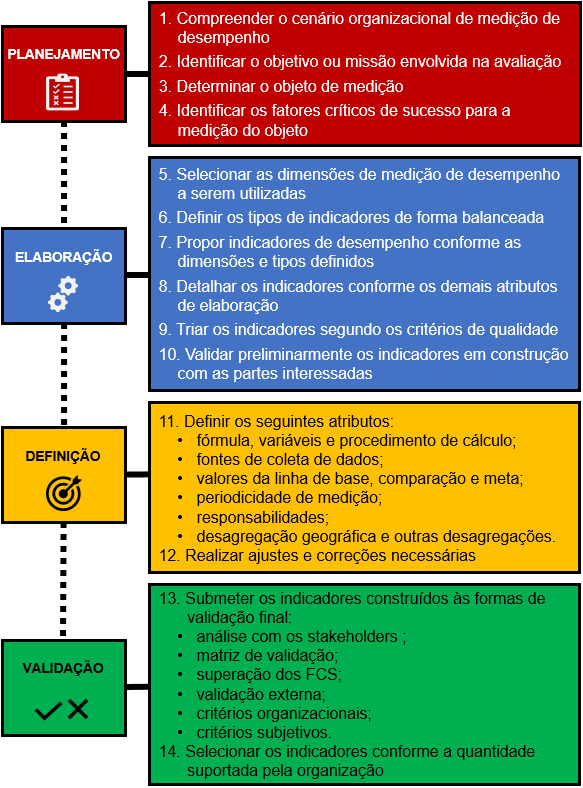 PLANEJAMENTO
1. Compreender o cenário organizacional de medição de
desempenho
2. Identificar o objetivo ou missão envolvida na avaliação
3. Determinar o objeto de medição
4. Identificar os fatores críticos de sucesso para a
medição do objeto
ELABORAÇÃO
5. Selecionar as dimensões de medição de desempenho
a serem utilizadas
6. Definir os tipos de indicadores de forma balanceada
7. Propor indicadores de desempenho conforme as
dimensões e tipos definidos
8. Detalhar os indicadores conforme os demais atributos
de elaboração
9. Triar os indicadores segundo os critérios de qualidade
10. Validar preliminarmente os indicadores em construção
com as partes interessadas
DEFINIÇÃO
11. Definir os seguintes atributos:
• fórmula, variáveis e procedimento de cálculo;
• fontes de coleta de dados;
• valores da linha de base, comparação e meta;
• periodicidade de medição;
• responsabilidades;
• desagregação geográfica e outras desagregações.
12. Realizar ajustes e correções necessárias
VALIDAÇÃO
13. Submeter os indicadores construídos às formas de
validação final:
• análise com os stakeholders ;
• matriz de validação;
• superação dos FCS;
• validação externa;
• critérios organizacionais;
• critérios subjetivos.
14. Selecionar os indicadores conforme a quantidade
suportada pela organização